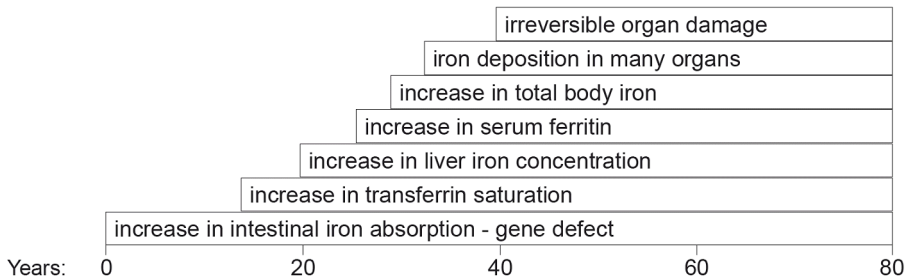 irreversible organ damage
iron deposition in many organs
increase in total body iron
increase in serum ferritin
increase in liver iron concentration
increase in transferrin saturation
increase in intestinal iron absorption - gene defect
Years: 0 20 40 60 80